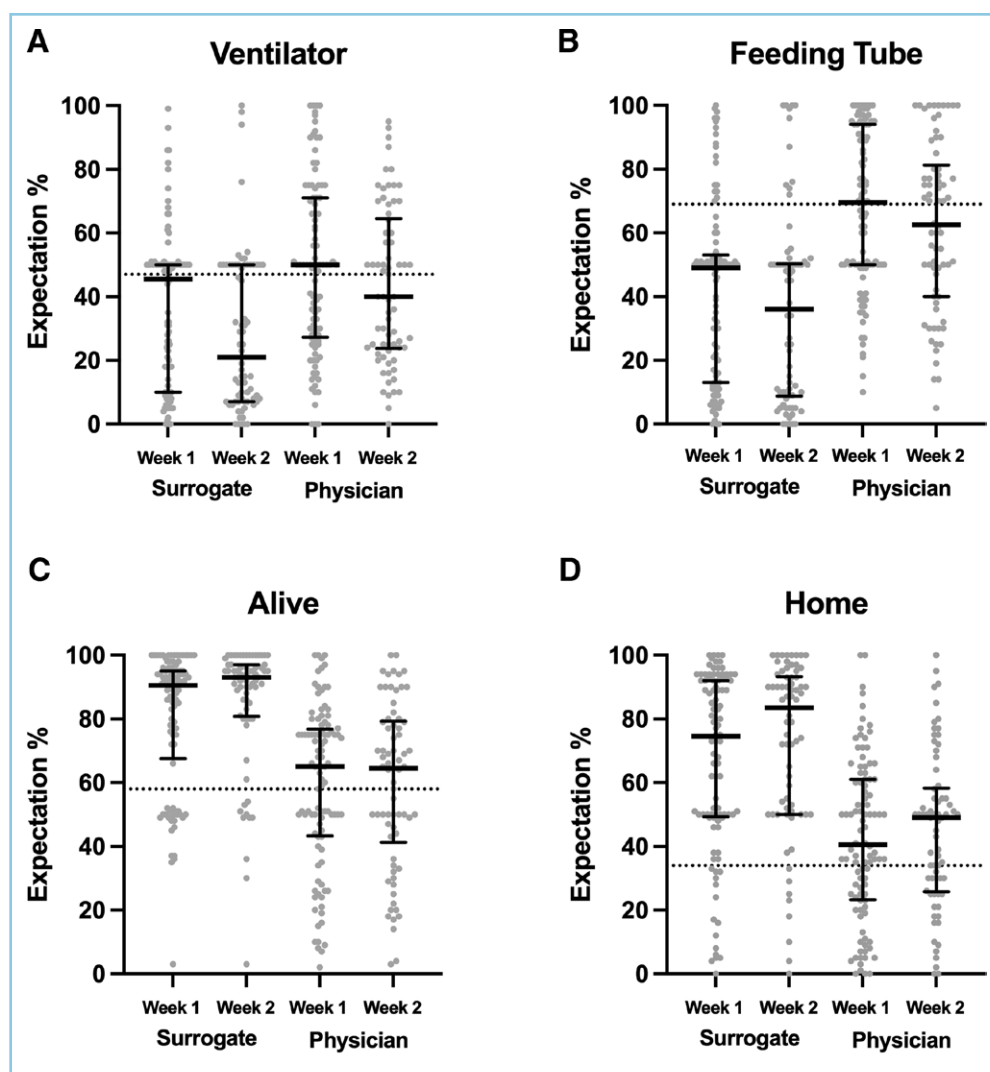 A
Ventilator
Expectation %
100
80
60
40
20
0
Week 1 Week 2 Week 1 Week 2
Surrogate Physician
B
Feeding Tube
Expectation %
100
80
60
40
20
0
Week 1 Week 2 Week 1 Week 2
Surrogate Physician
C
Alive
Expectation %
100
80
60
40
20
0
Week 1 Week 2 Week 1 Week 2
Surrogate Physician
D
Home
Expectation %
100
80
60
40
20
0
Week 1 Week 2 Week 1 Week 2
Surrogate Physician